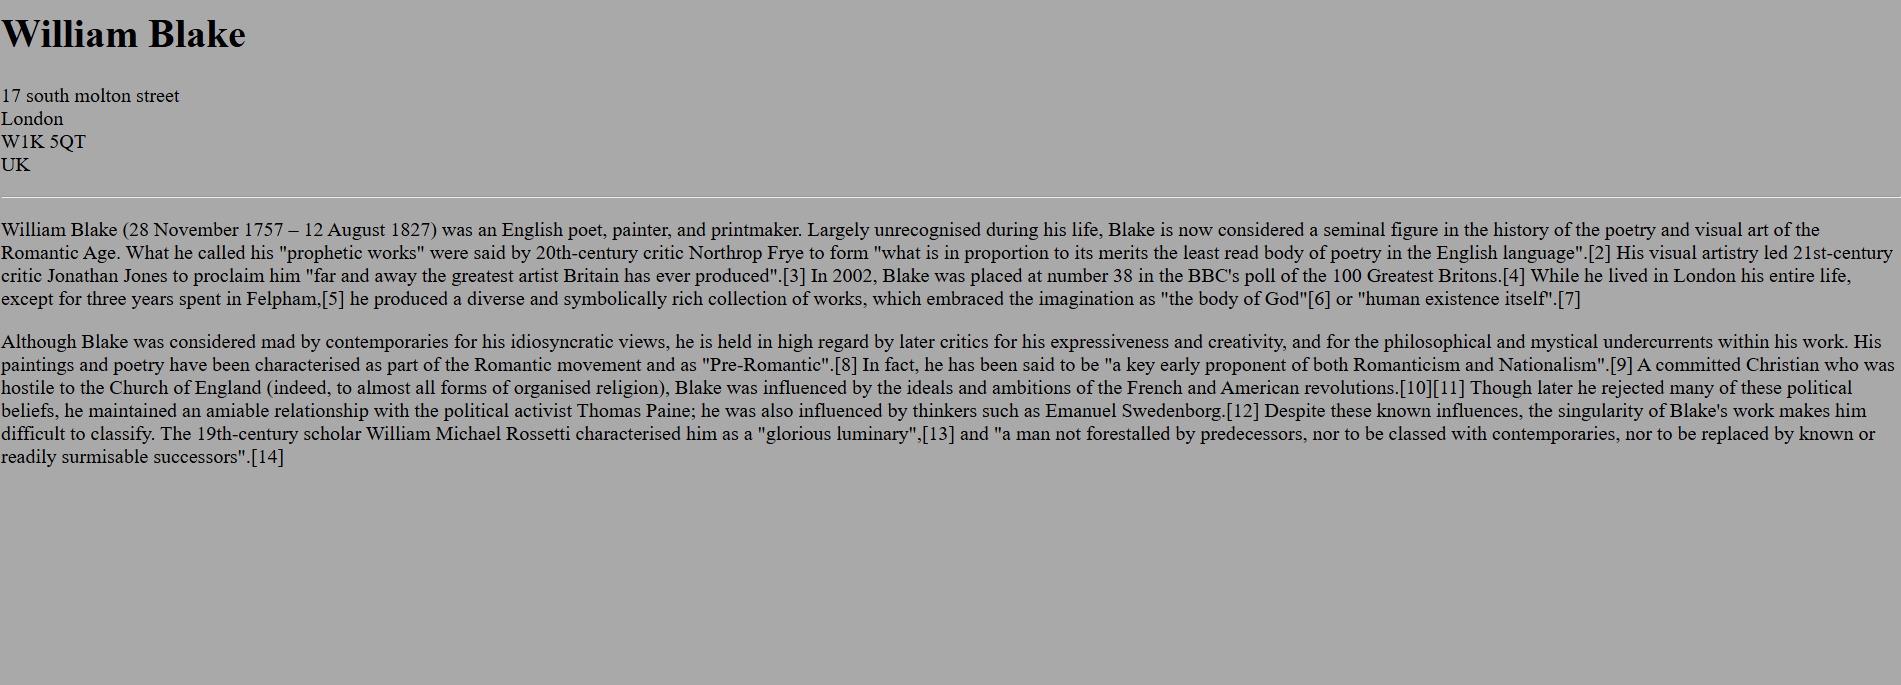 William Blake
17 south molton street
London
W1K 5QT
UK
William Blake (28 November 1757 – 12 August 1827) was an English poet, painter, and printmaker. Largely unrecognised during his life, Blake is now considered a seminal figure in the history of the poetry and visual art of the
Romantic Age. What he called his "prophetic works" were said by 20th-century critic Northrop Frye to form "what is in proportion to its merits the least read body of poetry in the English language".[2] His visual artistry led 21st-century
critic Jonathan Jones to proclaim him "far and away the greatest artist Britain has ever produced".[3] In 2002, Blake was placed at number 38 in the BBC's poll of the 100 Greatest Britons.[4] While he lived in London his entire life,
except for three years spent in Felpham,[5] he produced a diverse and symbolically rich collection of works, which embraced the imagination as "the body of God"[6] or "human existence itself".[7]
Although Blake was considered mad by contemporaries for his idiosyncratic views, he is held in high regard by later critics for his expressiveness and creativity, and for the philosophical and mystical undercurrents within his work. His
paintings and poetry have been characterised as part of the Romantic movement and as "Pre-Romantic".[8] In fact, he has been said to be "a key early proponent of both Romanticism and Nationalism".[9] A committed Christian who was
hostile to the Church of England (indeed, to almost all forms of organised religion), Blake was influenced by the ideals and ambitions of the French and American revolutions.[10][11] Though later he rejected many of these political
beliefs, he maintained an amiable relationship with the political activist Thomas Paine; he was also influenced by thinkers such as Emanuel Swedenborg.[12] Despite these known influences, the singularity of Blake's work makes him
difficult to classify. The 19th-century scholar William Michael Rossetti characterised him as a "glorious luminary",[13] and "a man not forestalled by predecessors, nor to be classed with contemporaries, nor to be replaced by known or
readily surmisable successors".[14]